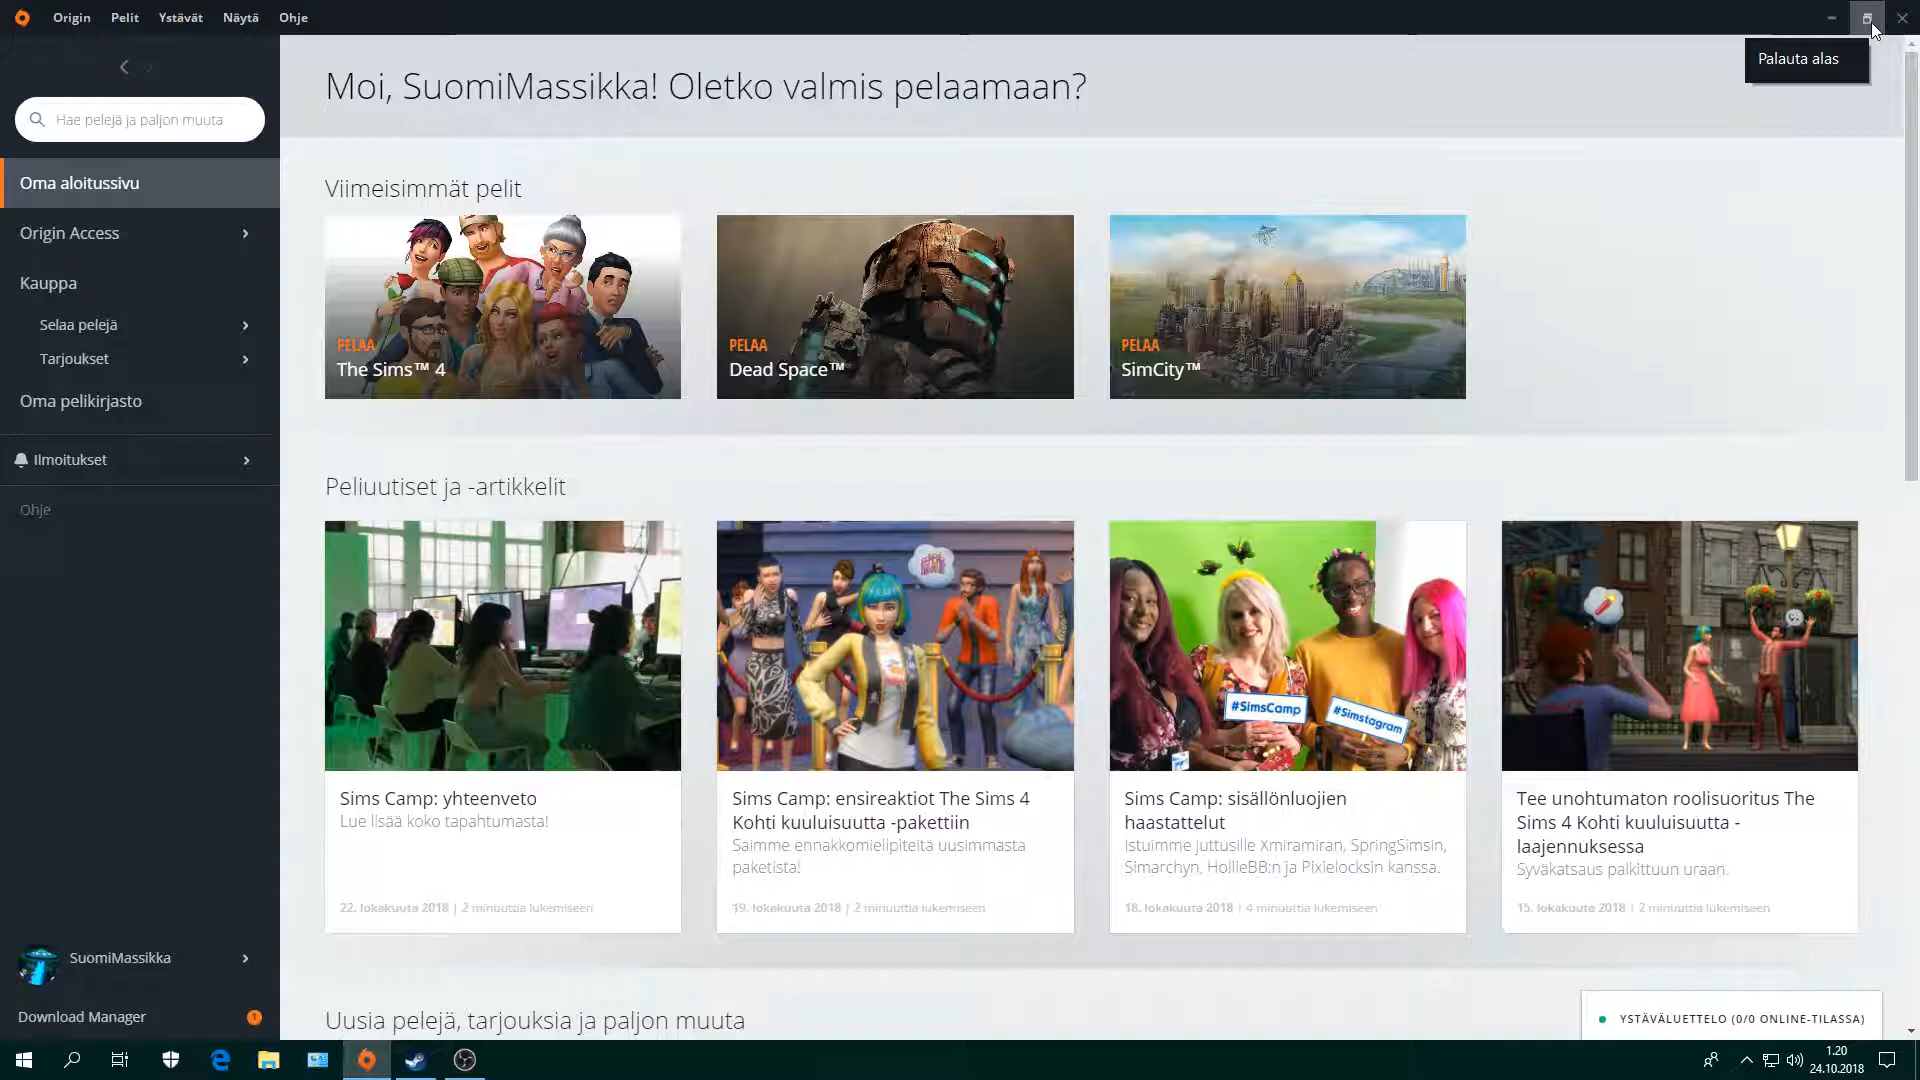 Origin Pelit Ystävät Näytä Ohje
Palauta alas
Hae pelejä ja paljon muuta
Oma aloitussivu
Origin Access
Kauppa
Selaa pelejä
Tarjoukset
Oma pelikirjasto
Ilmoitukset
Ohje
SuomiMassikka
Download Manager 1
Moi, SuomiMassikka! Oletko valmis pelaamaan?
Viimeisimmät pelit
PELAA
The Sims™ 4
PELAA
Dead Space™
PELAA
SimCity™
Peliuutiset ja -artikkelit
Sims Camp: yhteenveto
Lue lisää koko tapahtumasta!
22. lokakuuta 2018 | 2 minuuttia lukemiseen
Sims Camp: ensireaktiot The Sims 4
Kohti kuuluisuutta -pakettiin
Saimme ennakkomielipiteitä uusimmasta
paketista!
19. lokakuuta 2018 | 2 minuuttia lukemiseen
#SimsCamp
#Simstagram
Sims Camp: sisällönluojien
haastattelut
Istuimme juttusille Xmiramiran, SpringSimsin,
Simarchyn, HollieBB:n ja Pixielocksin kanssa.
18. lokakuuta 2018 | 4 minuuttia lukemiseen
Tee unohtumaton roolisuoritus The
Sims 4 Kohti kuuluisuutta -
laajennuksessa
Syväkatsaus palkittuun uraan.
15. lokakuuta 2018 | 2 minuuttia lukemiseen
Uusia pelejä, tarjouksia ja paljon muuta
YSTÄVÄLUETTELO (0/0 ONLINE-TILASSA)
1.20
24.10.2018